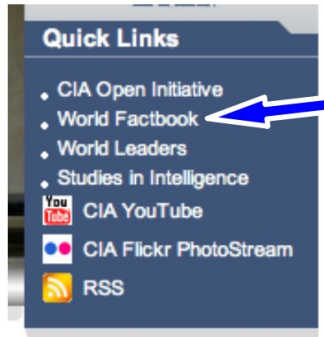 Quick Links
CIA Open Initiative
World Factbook
World Leaders
Studies in Intelligence
You Tube CIA YouTube
CIA Flickr PhotoStream
RSS